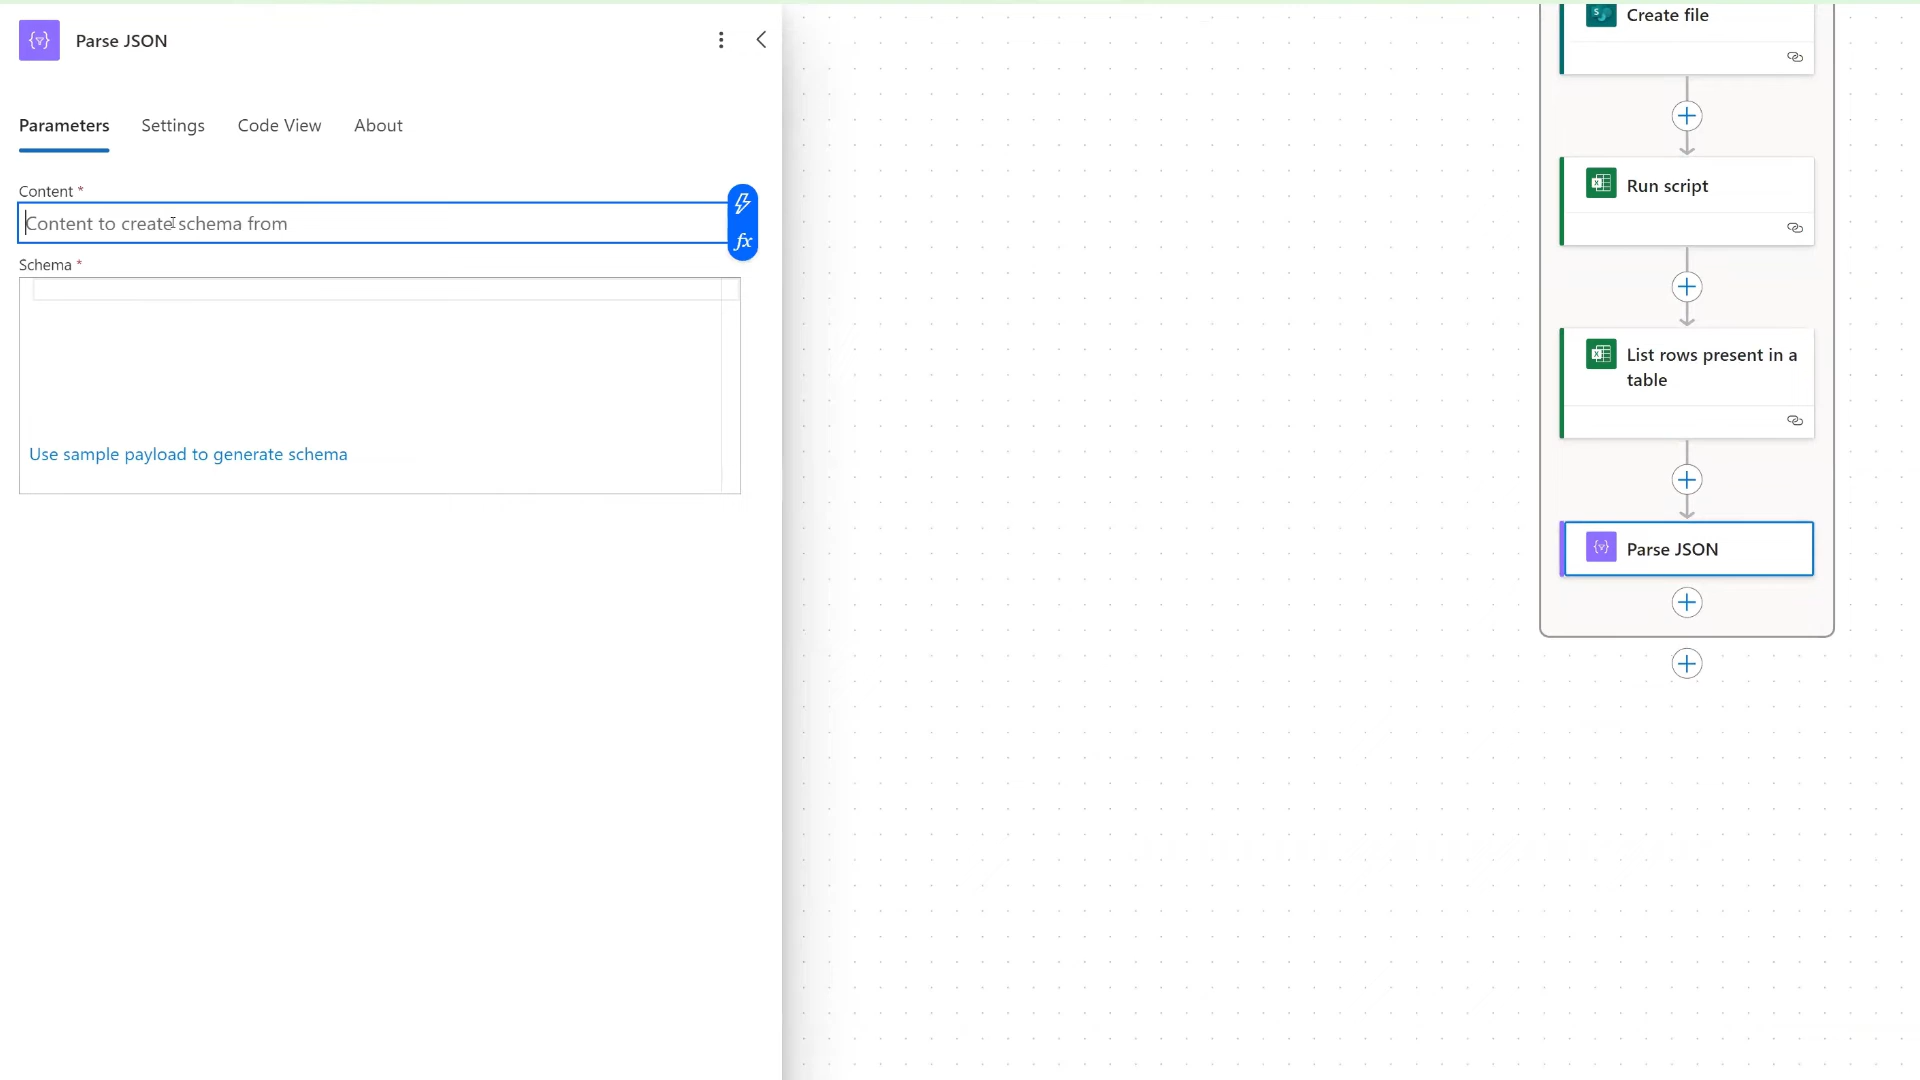 Parse JSON
Parameters
Settings
Code View
About
Content *
Content to create schema from
fx
Schema *
Use sample payload to generate schema
Create file
Run script
List rows present in a
table
Parse JSON